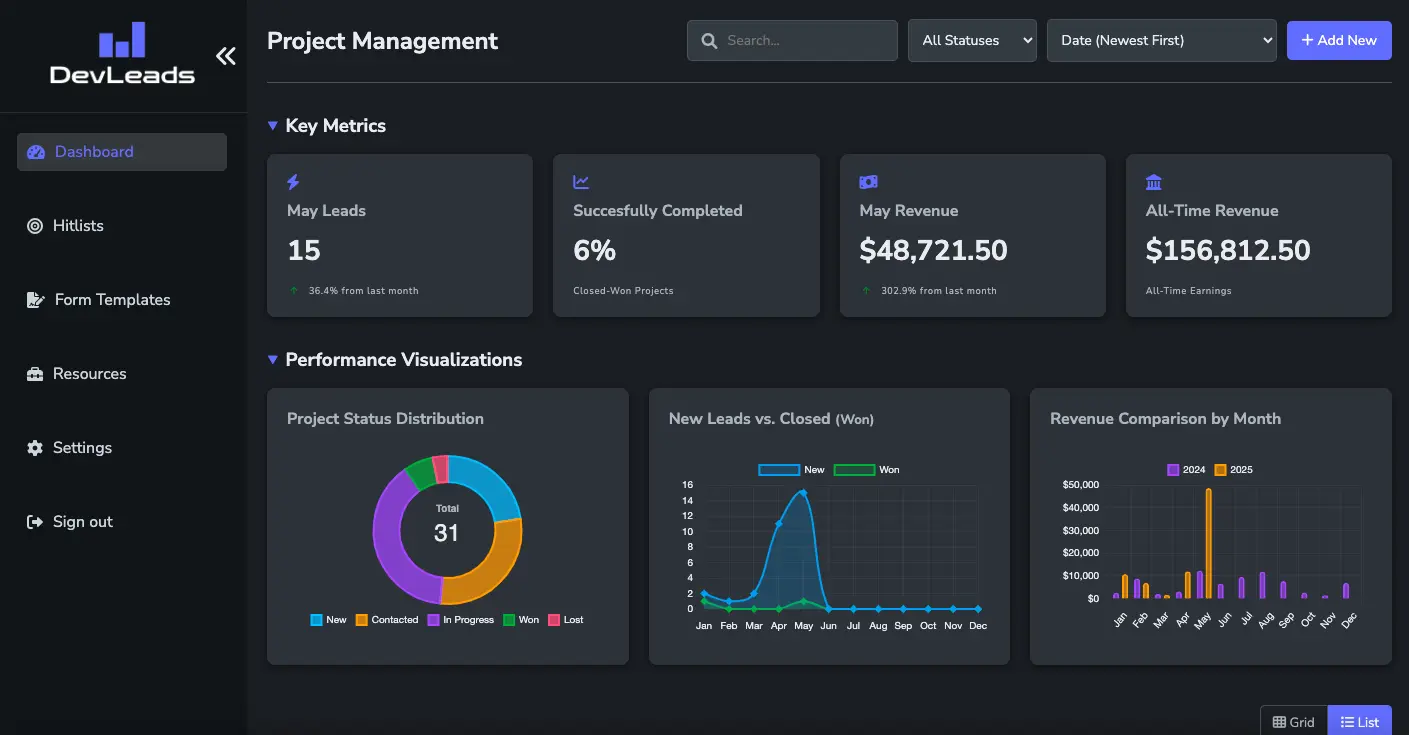 DevLeads
Project Management
Search...
All Statuses
Date (Newest First)
+ Add New
Dashboard
Hitlists
Form Templates
Resources
Settings
Sign out
Key Metrics
May Leads
15
↑ 36.4% from last month
Succesfully Completed
6%
Closed-Won Projects
May Revenue
$48,721.50
↑ 302.9% from last month
All-Time Revenue
$156,812.50
All-Time Earnings
Performance Visualizations
Project Status Distribution
Total
31
New Contacted In Progress Won Lost
New Leads vs. Closed (Won)
New Won
16
14
12
10
8
6
4
2
0
Jan Feb Mar Apr May Jun Jul Aug Sep Oct Nov Dec
Revenue Comparison by Month
2024 2025
$50,000
$40,000
$30,000
$20,000
$10,000
$0
Jan Feb Mar Apr May Jun Jul Aug Sep Oct Nov Dec
Grid
List